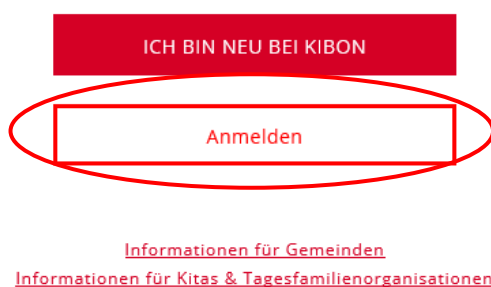 ICH BIN NEU BEI KIBON
Anmelden
Informationen für Gemeinden
Informationen für Kitas & Tagesfamilienorganisationen